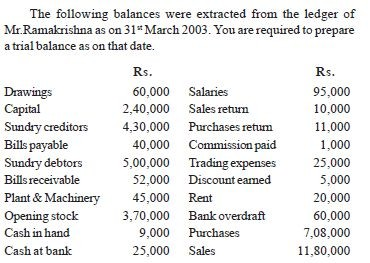 The following balances were extracted from the ledger of
Mr.Ramakrishna as on 31st March 2003. You are required to prepare
a trial balance as on that date.
Rs. Rs.
Drawings 60,000 Salaries 95,000
Capital 2,40,000 Sales return 10,000
Sundry creditors 4,30,000 Purchases return 11,000
Bills payable 40,000 Commission paid 1,000
Sundry debtors 5,00,000 Trading expenses 25,000
Bills receivable 52,000 Discount earned 5,000
Plant & Machinery 45,000 Rent 20,000
Opening stock 3,70,000 Bank overdraft 60,000
Cash in hand 9,000 Purchases 7,08,000
Cash at bank 25,000 Sales 11,80,000